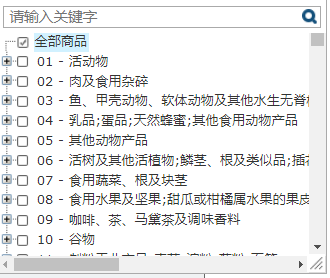 请输入关键字
全部商品
01 - 活动物
02 - 肉及食用杂碎
03 - 鱼、甲壳动物、软体动物及其他水生无脊椎
04 - 乳品;蛋品;天然蜂蜜;其他食用动物产品
05 - 其他动物产品
06 - 活树及其他活植物;鳞茎、根及类似品;插花
07 - 食用蔬菜、根及块茎
08 - 食用水果及坚果;甜瓜或柑橘属水果的果皮
09 - 咖啡、茶、马黛茶及调味香料
10 - 谷物